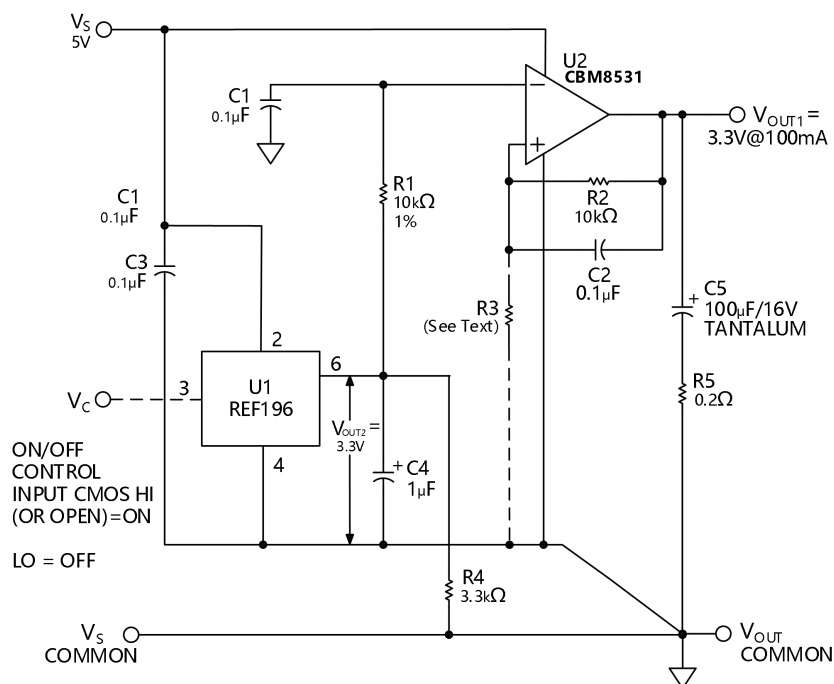 VS
5V
U2
CBM8531
C1
0.1µF
−
+
VOUT1 =
3.3V@100mA
R1
10kΩ
1%
R2
10kΩ
C1
0.1µF
C3
0.1µF
C2
0.1µF
R3
(See Text)
+
C5
100µF/16V
TANTALUM
2
6
3
U1
REF196
VC
R5
0.2Ω
VOUT2 =
3.3V
4
+
C4
1µF
ON/OFF
CONTROL
INPUT CMOS HI
(OR OPEN)=ON
LO = OFF
R4
3.3kΩ
VS
COMMON
VOUT
COMMON